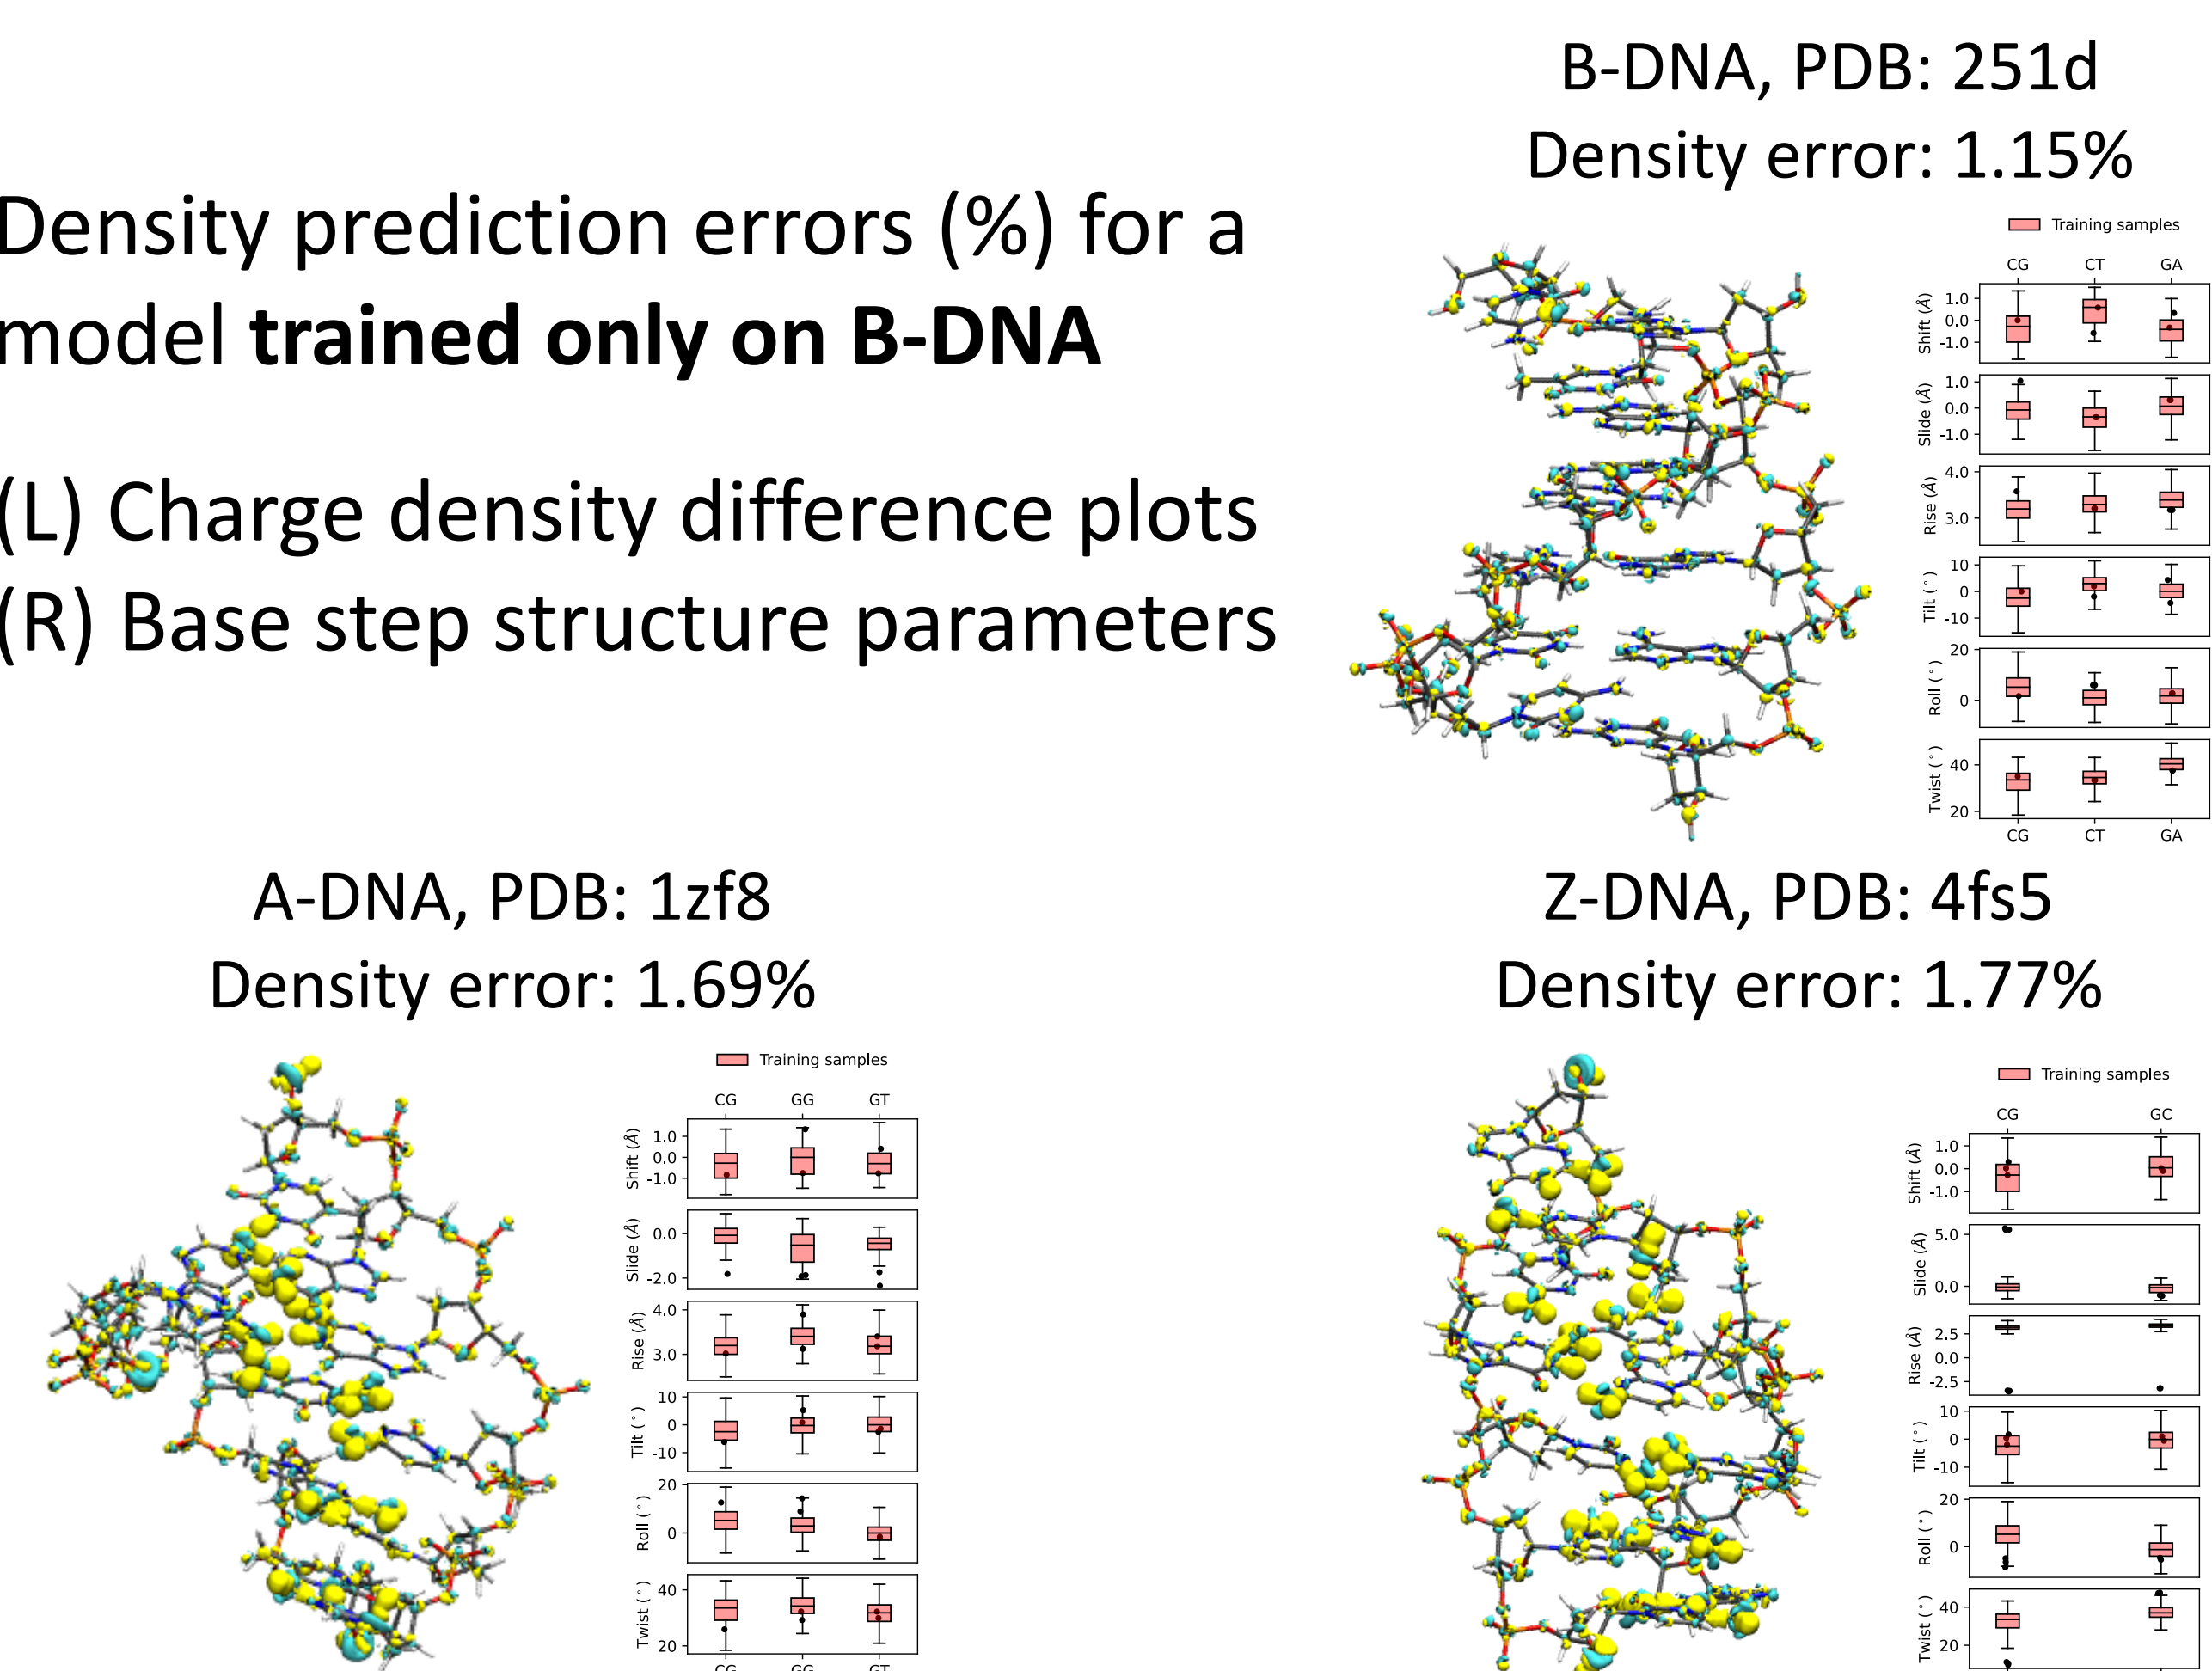 Density prediction errors (%) for a
model trained only on B-DNA
(L) Charge density difference plots
(R) Base step structure parameters
B-DNA, PDB: 251d
Density error: 1.15%
Training samples
CG CT GA
Shift (Å) 1.0 0.0 -1.0
Slide (Å) 1.0 0.0 -1.0
Rise (Å) 4.0 3.0
Tilt (°) 10 0 -10
Roll (°) 20 0
Twist (°) 40 20
CG CT GA
A-DNA, PDB: 1zf8
Density error: 1.69%
Training samples
CG GG GT
Shift (Å) 1.0 0.0 -1.0
Slide (Å) 0.0 -2.0
Rise (Å) 4.0 3.0
Tilt (°) 10 0 -10
Roll (°) 20 0
Twist (°) 40 20
CG GG GT
Z-DNA, PDB: 4fs5
Density error: 1.77%
Training samples
CG GC
Shift (Å) 1.0 0.0 -1.0
Slide (Å) 5.0 0.0
Rise (Å) 2.5 0.0 -2.5
Tilt (°) 10 0 -10
Roll (°) 20 0
Twist (°) 40 20